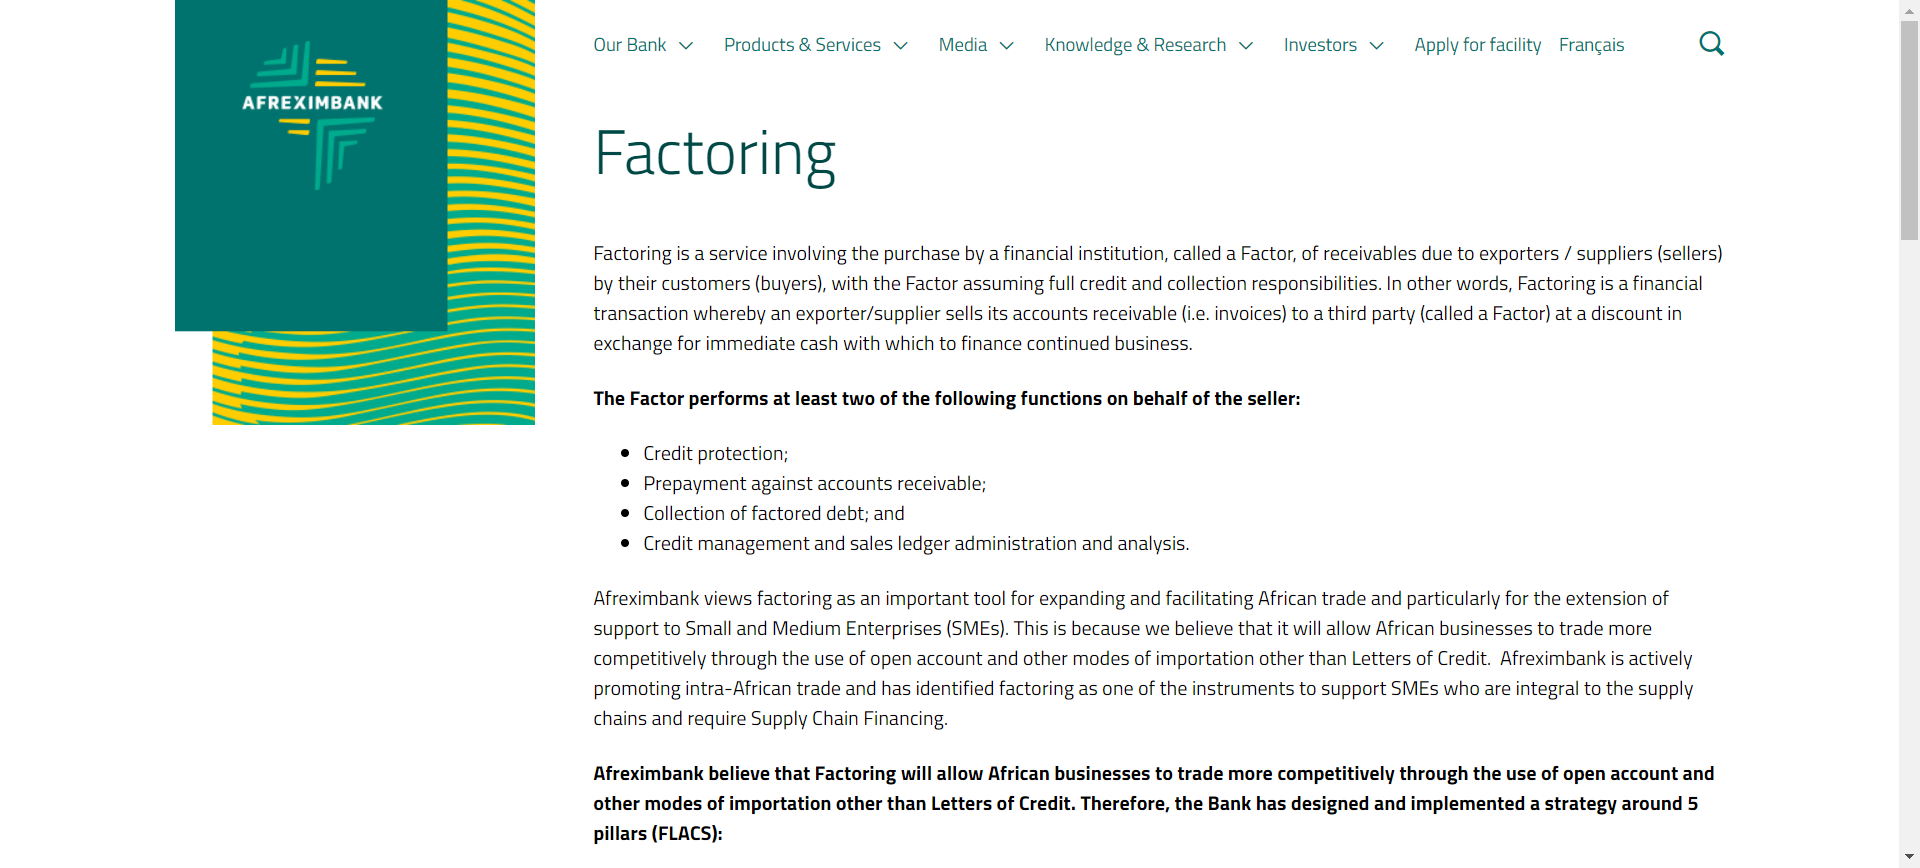 AFREXIMBANK
Our Bank
Products & Services
Media
Knowledge & Research
Investors
Apply for facility
Français
Factoring
Factoring is a service involving the purchase by a financial institution, called a Factor, of receivables due to exporters / suppliers (sellers)
by their customers (buyers), with the Factor assuming full credit and collection responsibilities. In other words, Factoring is a financial
transaction whereby an exporter/supplier sells its accounts receivable (i.e. invoices) to a third party (called a Factor) at a discount in
exchange for immediate cash with which to finance continued business.
The Factor performs at least two of the following functions on behalf of the seller:
Credit protection;
Prepayment against accounts receivable;
Collection of factored debt; and
Credit management and sales ledger administration and analysis.
Afreximbank views factoring as an important tool for expanding and facilitating African trade and particularly for the extension of
support to Small and Medium Enterprises (SMEs). This is because we believe that it will allow African businesses to trade more
competitively through the use of open account and other modes of importation other than Letters of Credit.  Afreximbank is actively
promoting intra-African trade and has identified factoring as one of the instruments to support SMEs who are integral to the supply
chains and require Supply Chain Financing.
Afreximbank believe that Factoring will allow African businesses to trade more competitively through the use of open account and
other modes of importation other than Letters of Credit. Therefore, the Bank has designed and implemented a strategy around 5
pillars (FLACS):